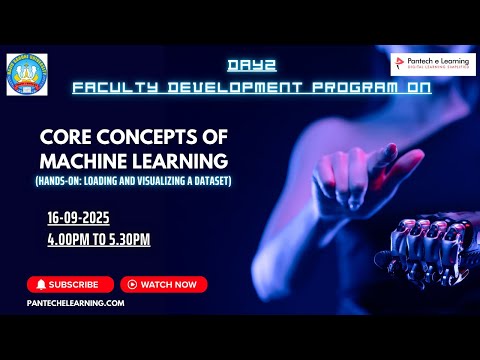 DAY2
Pantech e Learning
DIGITAL LEARNING SIMPLIFIED
FACULTY DEVELOPMENT PROGRAM ON
CORE CONCEPTS OF
MACHINE LEARNING
(HANDS-ON: LOADING AND VISUALIZING A DATASET)
16-09-2025
4.00PM TO 5.30PM
SUBSCRIBE
WATCH NOW
PANTECHELEARNING.COM